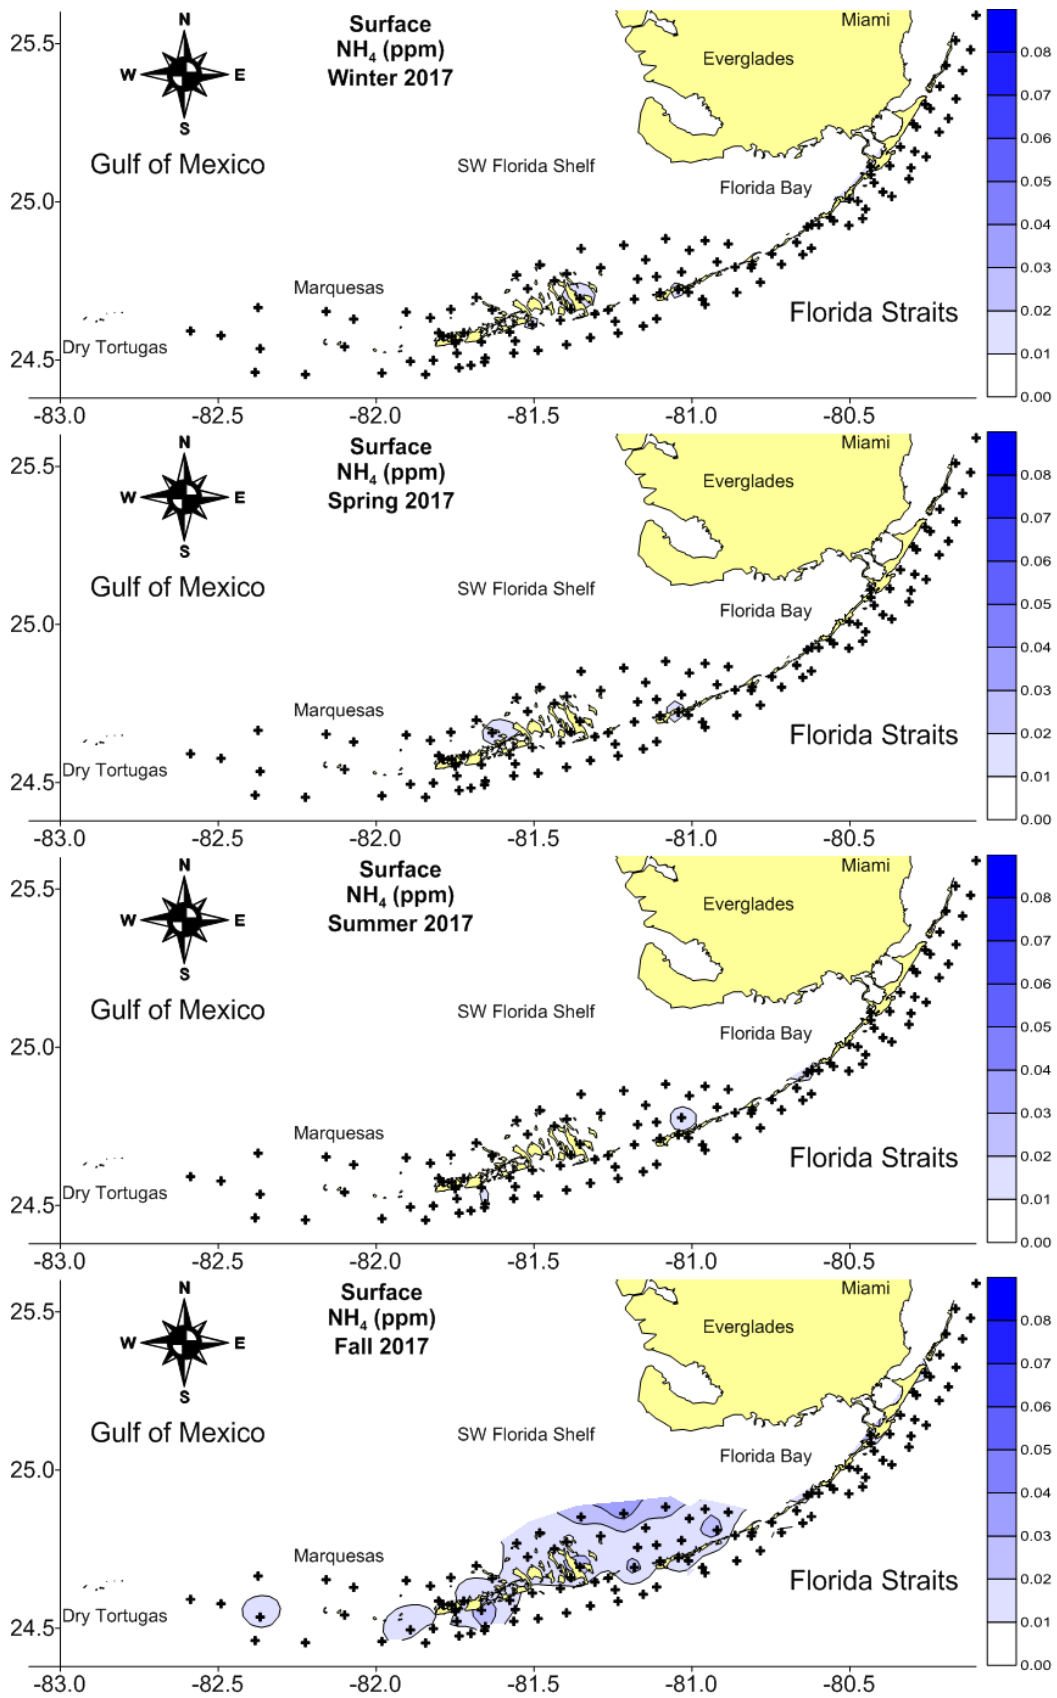 Surface
NH4 (ppm)
Winter 2017
N
W
E
S
Miami
Everglades
Gulf of Mexico
SW Florida Shelf
Florida Bay
Marquesas
Florida Straits
Dry Tortugas
25.5
25.0
24.5
-83.0 -82.5 -82.0 -81.5 -81.0 -80.5
0.08
0.07
0.06
0.05
0.04
0.03
0.02
0.01
0.00
Surface
NH4 (ppm)
Spring 2017
N
W
E
S
Miami
Everglades
Gulf of Mexico
SW Florida Shelf
Florida Bay
Marquesas
Florida Straits
Dry Tortugas
25.5
25.0
24.5
-83.0 -82.5 -82.0 -81.5 -81.0 -80.5
0.08
0.07
0.06
0.05
0.04
0.03
0.02
0.01
0.00
Surface
NH4 (ppm)
Summer 2017
N
W
E
S
Miami
Everglades
Gulf of Mexico
SW Florida Shelf
Florida Bay
Marquesas
Florida Straits
Dry Tortugas
25.5
25.0
24.5
-83.0 -82.5 -82.0 -81.5 -81.0 -80.5
0.08
0.07
0.06
0.05
0.04
0.03
0.02
0.01
0.00
Surface
NH4 (ppm)
Fall 2017
N
W
E
S
Miami
Everglades
Gulf of Mexico
SW Florida Shelf
Florida Bay
Marquesas
Florida Straits
Dry Tortugas
25.5
25.0
24.5
-83.0 -82.5 -82.0 -81.5 -81.0 -80.5
0.08
0.07
0.06
0.05
0.04
0.03
0.02
0.01
0.00